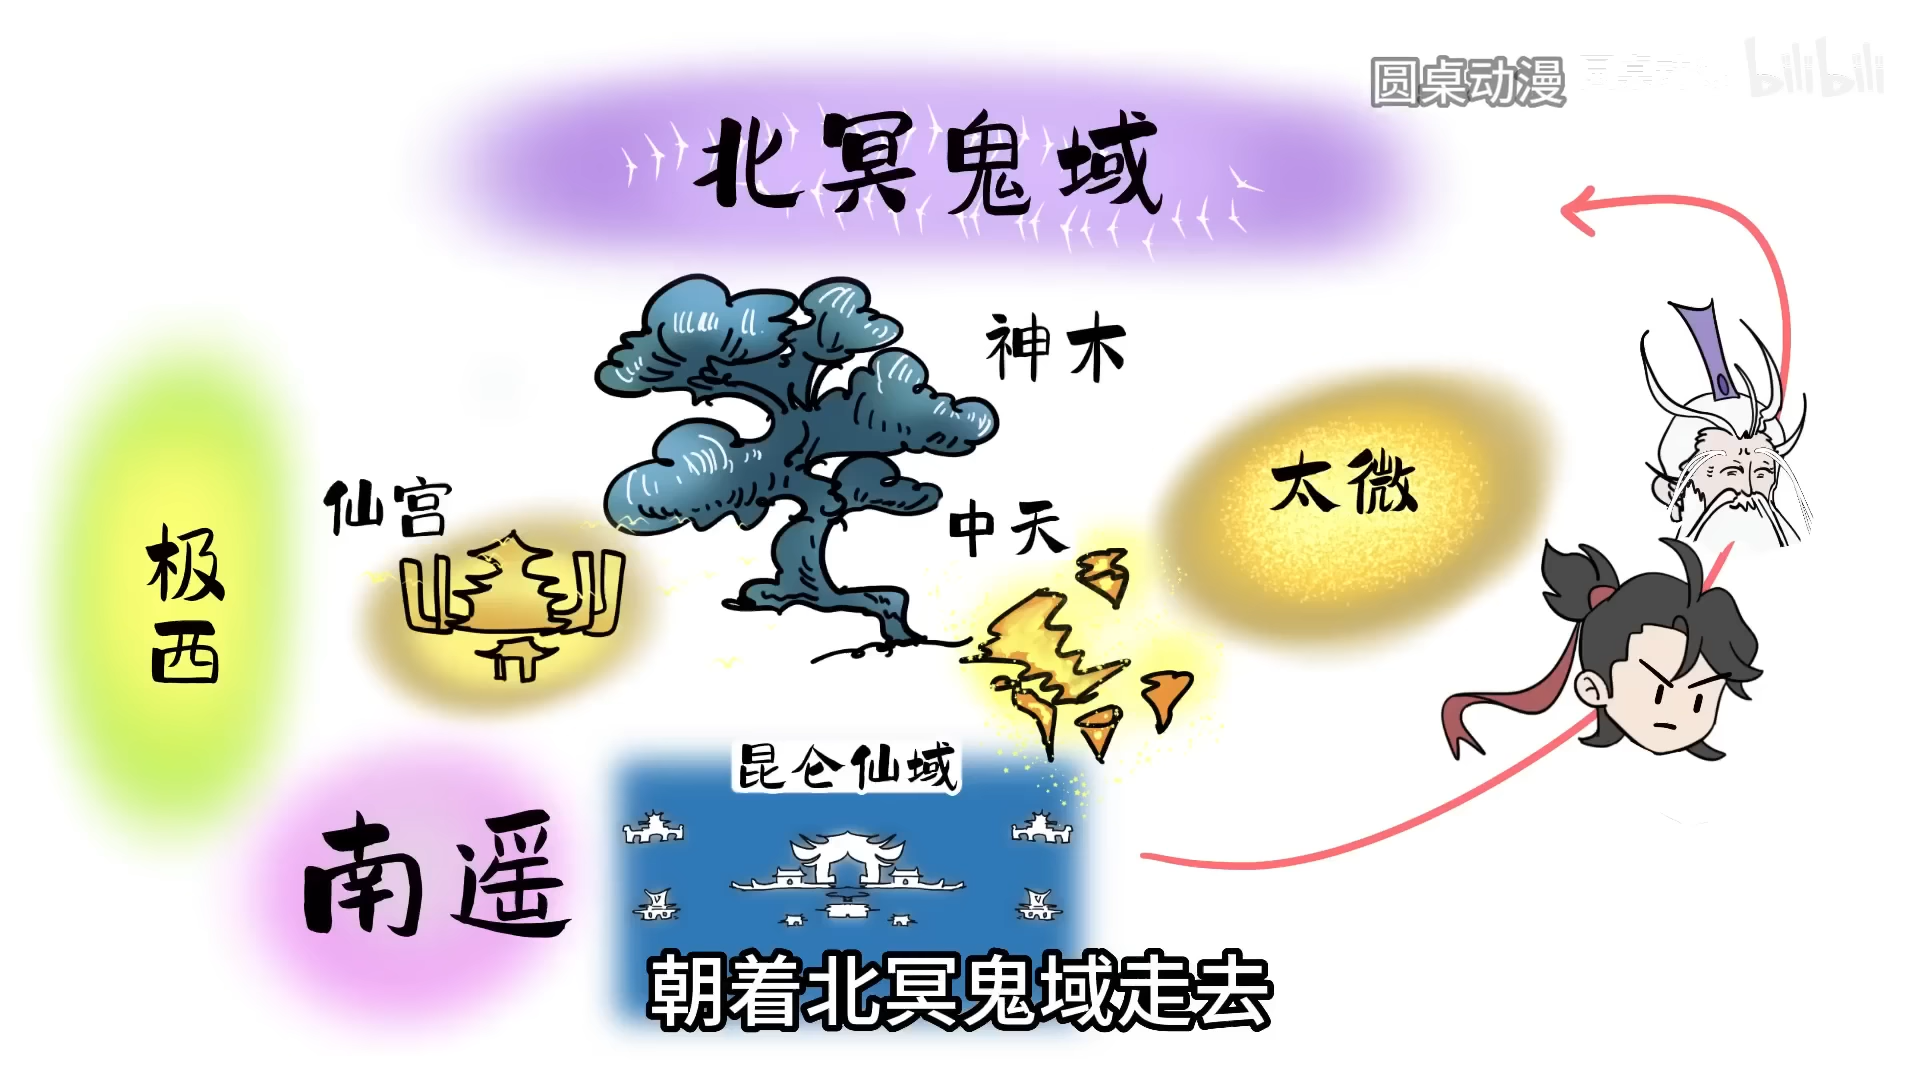 圆桌动漫
bilibili
北冥鬼域
神木
太微
仙宫
中天
极西
昆仑仙域
南遥
朝着北冥鬼域走去